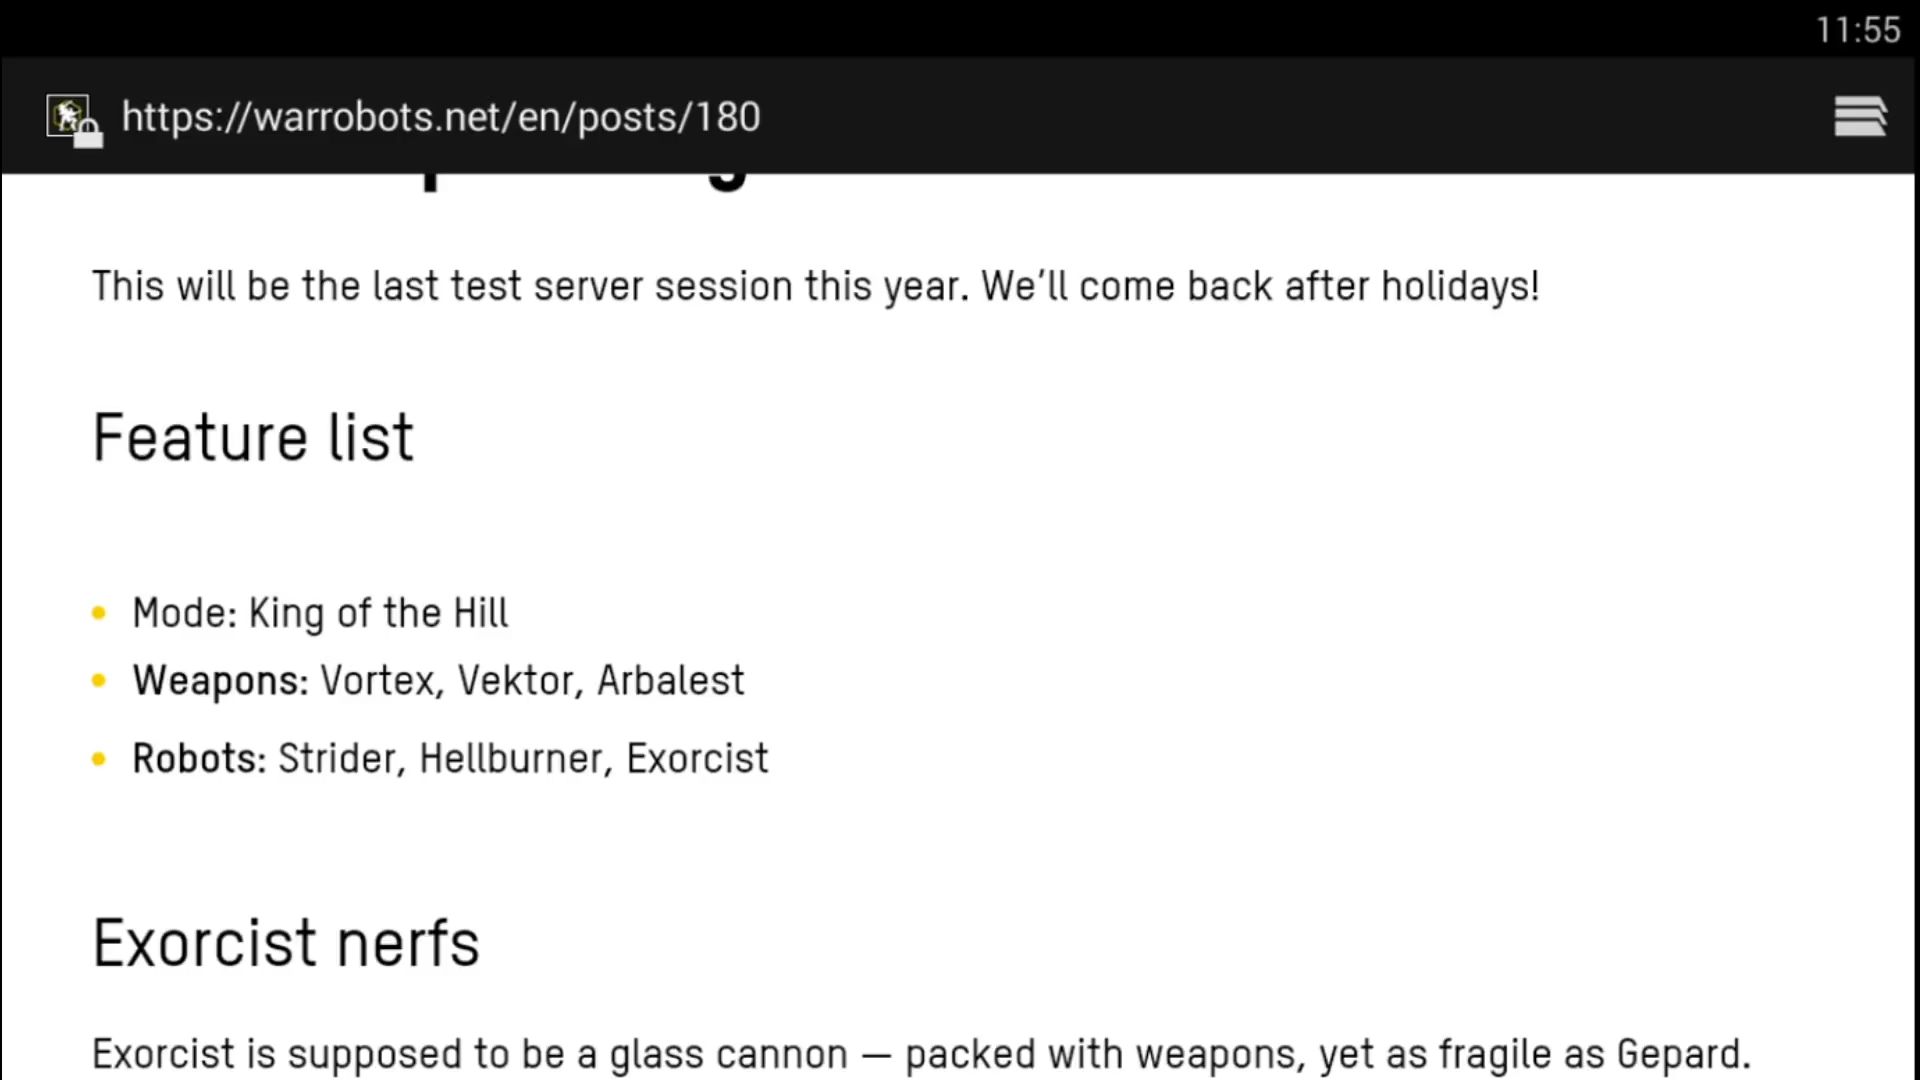 11:55
https://warrobots.net/en/posts/180
This will be the last test server session this year. We'll come back after holidays!
Feature list
• Mode: King of the Hill
• Weapons: Vortex, Vektor, Arbalest
• Robots: Strider, Hellburner, Exorcist
Exorcist nerfs
Exorcist is supposed to be a glass cannon — packed with weapons, yet as fragile as Gepard.